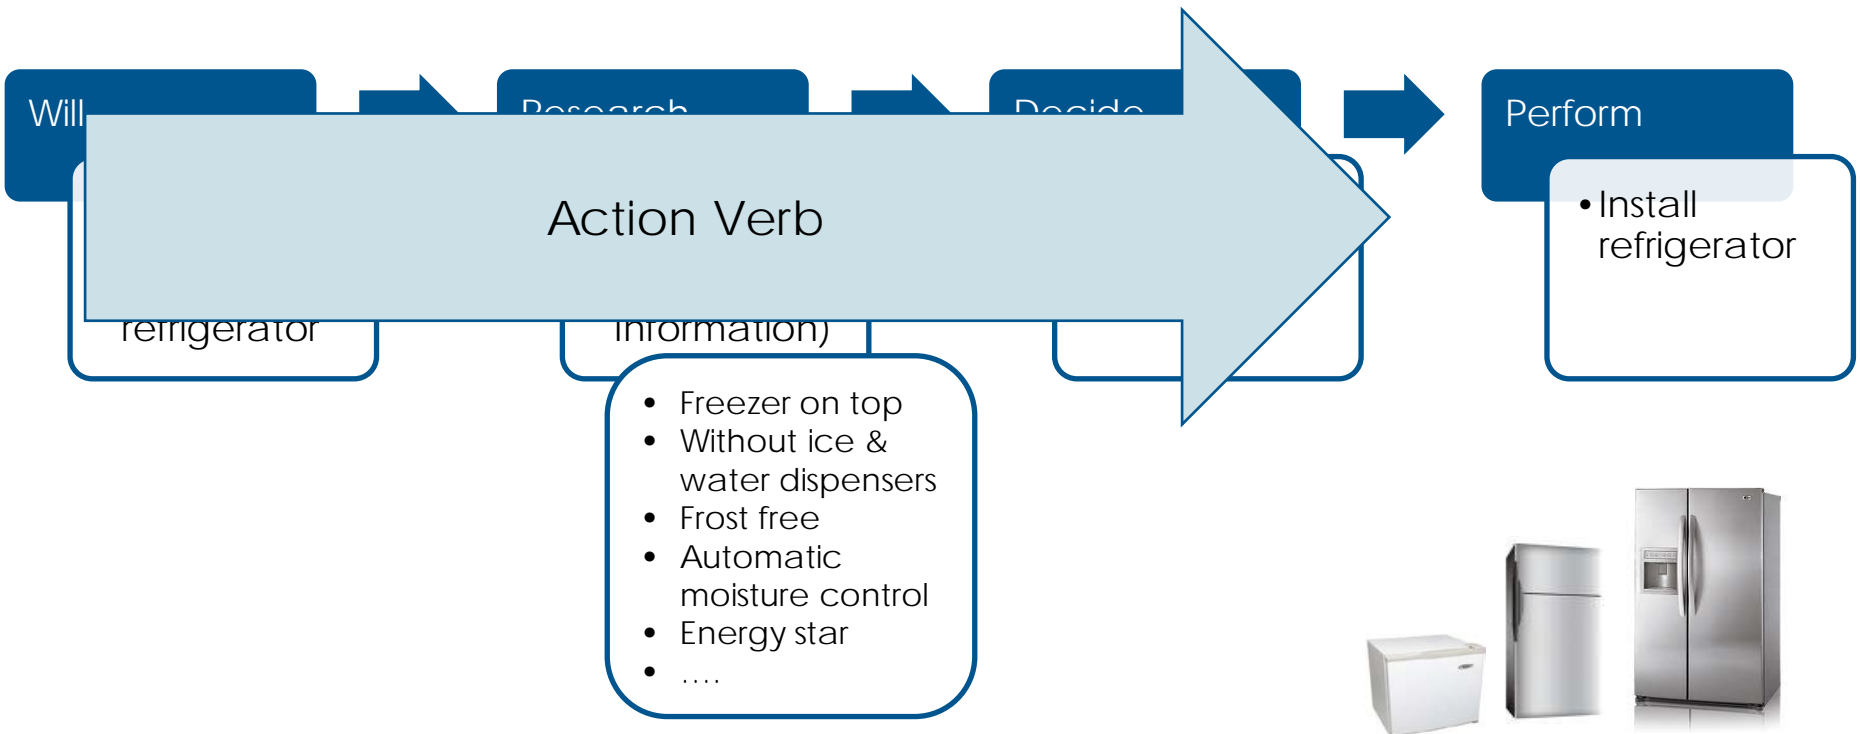 Will
Research
Decide
Perform
Action Verb
refrigerator
information)
• Install
refrigerator
• Freezer on top
• Without ice &
water dispensers
• Frost free
• Automatic
moisture control
• Energy star
• ....